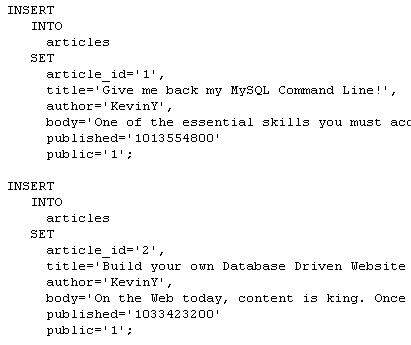 INSERT
INTO
articles
SET
article_id='1',
title='Give me back my MySQL Command Line!',
author='KevinY',
body='One of the essential skills you must acc
published='1013554800'
public='1';
INSERT
INTO
articles
SET
article_id='2',
title='Build your own Database Driven Website
author='KevinY',
body='On the Web today, content is king. Once
published='1033423200'
public='1';